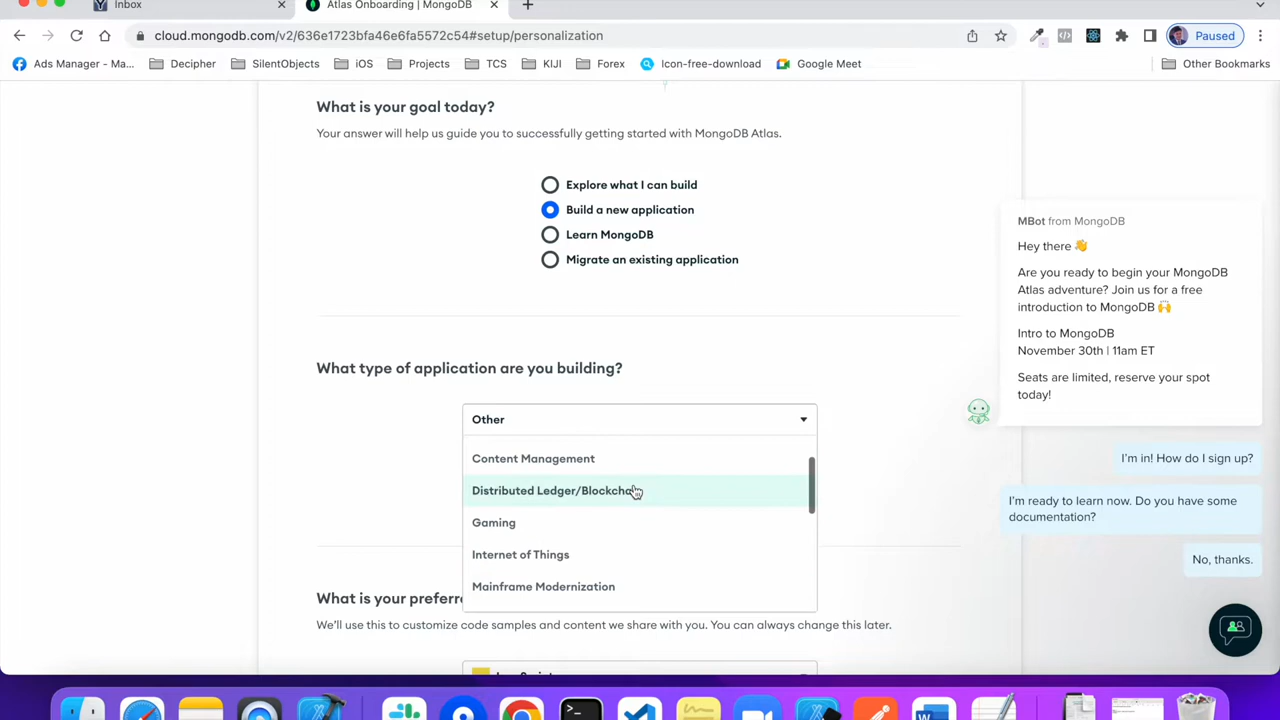 Inbox
Atlas Onboarding | MongoDB
cloud.mongodb.com/v2/636e1723bfa46e6fa5572c54#setup/personalization
Paused
Ads Manager - Ma...
Decipher
SilentObjects
iOS
Projects
TCS
KIJI
Forex
Icon-free-download
Google Meet
Other Bookmarks
What is your goal today?
Your answer will help us guide you to successfully getting started with MongoDB Atlas.
Explore what I can build
Build a new application
Learn MongoDB
Migrate an existing application
What type of application are you building?
Other
Content Management
Distributed Ledger/Blockcha
Gaming
Internet of Things
Mainframe Modernization
What is your preferre
We'll use this to customize code samples and content we share with you. You can always change this later.
MBot from MongoDB
Hey there 👋
Are you ready to begin your MongoDB
Atlas adventure? Join us for a free
introduction to MongoDB 🙌
Intro to MongoDB
November 30th | 11am ET
Seats are limited, reserve your spot
today!
I'm in! How do I sign up?
I'm ready to learn now. Do you have some
documentation?
No, thanks.